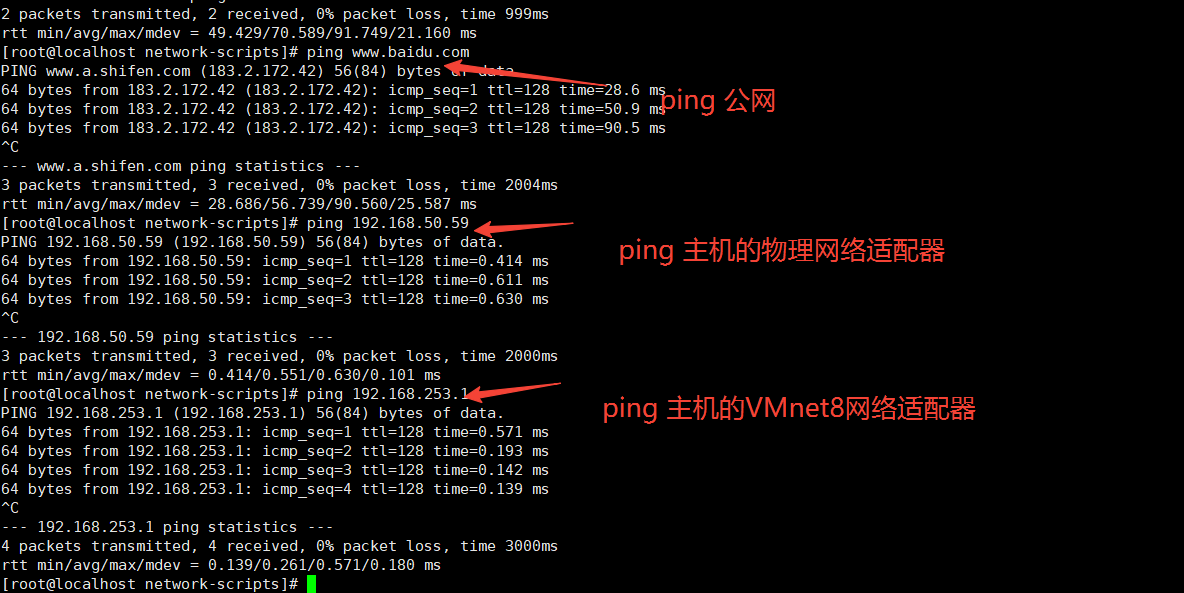 ping
2 packets transmitted, 2 received, 0% packet loss, time 999ms
rtt min/avg/max/mdev = 49.429/70.589/91.749/21.160 ms
[root@localhost network-scripts]# ping www.baidu.com
PING www.a.shifen.com (183.2.172.42) 56(84) bytes of data.
64 bytes from 183.2.172.42 (183.2.172.42): icmp_seq=1 ttl=128 time=28.6 ms
ping 公网
64 bytes from 183.2.172.42 (183.2.172.42): icmp_seq=2 ttl=128 time=50.9 ms
64 bytes from 183.2.172.42 (183.2.172.42): icmp_seq=3 ttl=128 time=90.5 ms
^C
--- www.a.shifen.com ping statistics ---
3 packets transmitted, 3 received, 0% packet loss, time 2004ms
rtt min/avg/max/mdev = 28.686/56.739/90.560/25.587 ms
[root@localhost network-scripts]# ping 192.168.50.59
PING 192.168.50.59 (192.168.50.59) 56(84) bytes of data.
ping 主机的物理网络适配器
64 bytes from 192.168.50.59: icmp_seq=1 ttl=128 time=0.414 ms
64 bytes from 192.168.50.59: icmp_seq=2 ttl=128 time=0.611 ms
64 bytes from 192.168.50.59: icmp_seq=3 ttl=128 time=0.630 ms
^C
--- 192.168.50.59 ping statistics ---
3 packets transmitted, 3 received, 0% packet loss, time 2000ms
rtt min/avg/max/mdev = 0.414/0.551/0.630/0.101 ms
[root@localhost network-scripts]# ping 192.168.253.1
PING 192.168.253.1 (192.168.253.1) 56(84) bytes of data.
ping 主机的VMnet8网络适配器
64 bytes from 192.168.253.1: icmp_seq=1 ttl=128 time=0.571 ms
64 bytes from 192.168.253.1: icmp_seq=2 ttl=128 time=0.193 ms
64 bytes from 192.168.253.1: icmp_seq=3 ttl=128 time=0.142 ms
64 bytes from 192.168.253.1: icmp_seq=4 ttl=128 time=0.139 ms
^C
--- 192.168.253.1 ping statistics ---
4 packets transmitted, 4 received, 0% packet loss, time 3000ms
rtt min/avg/max/mdev = 0.139/0.261/0.571/0.180 ms
[root@localhost network-scripts]#